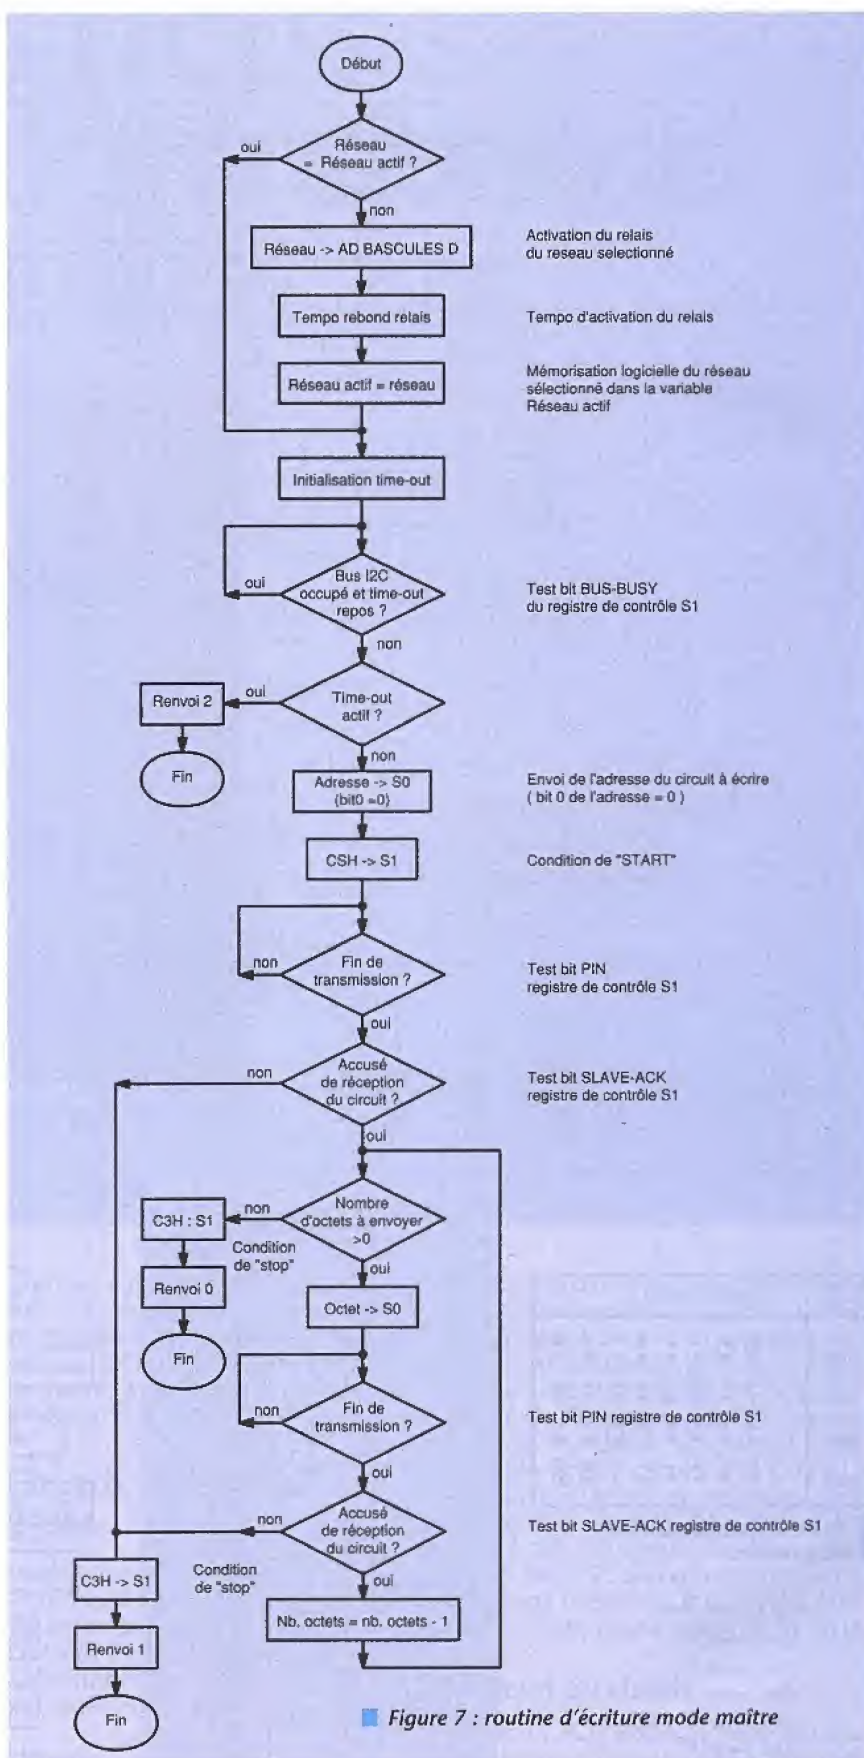 Début
Réseau
= Réseau actif ?
oui
non
Réseau -> AD BASCULES D
Activation du relais
du reseau selectionné
Tempo rebond relais
Tempo d'activation du relais
Réseau actif = réseau
Mémorisation logicielle du réseau
sélectionné dans la variable
Réseau actif
Initialisation time-out
Bus I2C
occupé et time-out
repos ?
oui
non
Test bit BUS-BUSY
du registre de contrôle S1
Time-out
actif ?
oui
Renvoi 2
Fin
non
Adresse -> S0
(bit0 =0)
Envoi de l'adresse du circuit à écrire
( bit 0 de l'adresse = 0 )
CSH -> S1
Condition de "START"
Fin de
transmission ?
non
oui
Test bit PIN
registre de contrôle S1
Accusé
de réception
du circuit ?
non
oui
Test bit SLAVE-ACK
registre de contrôle S1
Nombre
d'octets à envoyer
>0
non
C3H : S1
Condition
de "stop"
oui
Renvoi 0
Fin
Octet -> S0
Fin de
transmission ?
non
oui
Test bit PIN registre de contrôle S1
Accusé
de réception
du circuit ?
non
oui
Test bit SLAVE-ACK registre de contrôle S1
C3H -> S1
Condition
de "stop"
Nb. octets = nb. octets - 1
Renvoi 1
Fin
Figure 7 : routine d'écriture mode maître